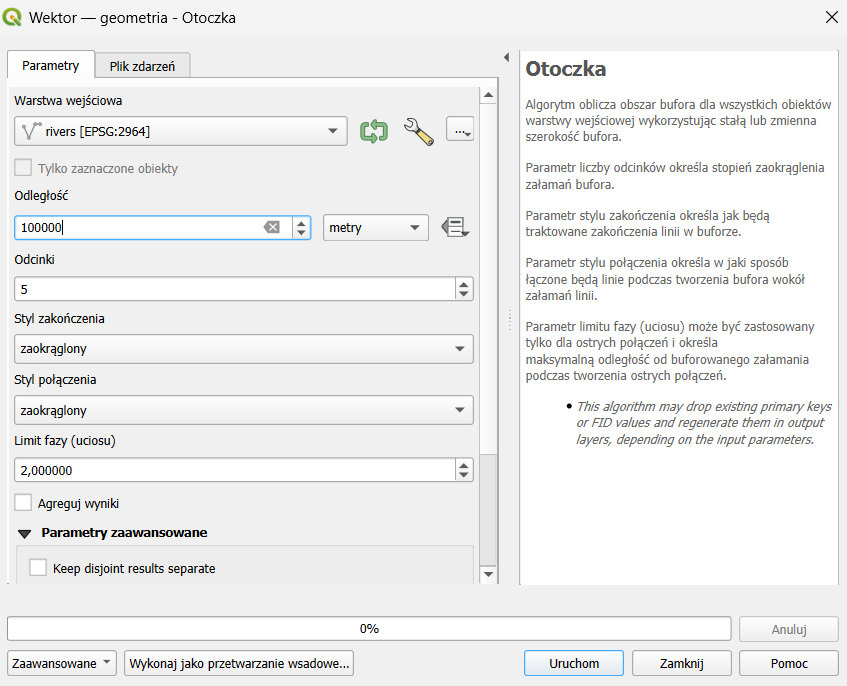 Wektor — geometria - Otoczka
Parametry
Plik zdarzeń
Warstwa wejściowa
rivers [EPSG:2964]
...
Tylko zaznaczone obiekty
Odległość
100000
metry
Odcinki
5
Styl zakończenia
zaokrąglony
Styl połączenia
zaokrąglony
Limit fazy (uciosu)
2,000000
Agreguj wyniki
Parametry zaawansowane
Keep disjoint results separate
Otoczka
Algorytm oblicza obszar bufora dla wszystkich obiektów
warstwy wejściowej wykorzystując stałą lub zmienna
szerokość bufora.
Parametr liczby odcinków określa stopień zaokrąglenia
załamań bufora.
Parametr stylu zakończenia określa jak będą
traktowane zakończenia linii w buforze.
Parametr stylu połączenia określa w jaki sposób
łączone będą linie podczas tworzenia bufora wokół
załamań linii.
Parametr limitu fazy (uciosu) może być zastosowany
tylko dla ostrych połączeń i określa
maksymalną odległość od buforowanego załamania
podczas tworzenia ostrych połączeń.
• This algorithm may drop existing primary keys
or FID values and regenerate them in output
layers, depending on the input parameters.
0%
Anuluj
Zaawansowane
Wykonaj jako przetwarzanie wsadowe...
Uruchom
Zamknij
Pomoc